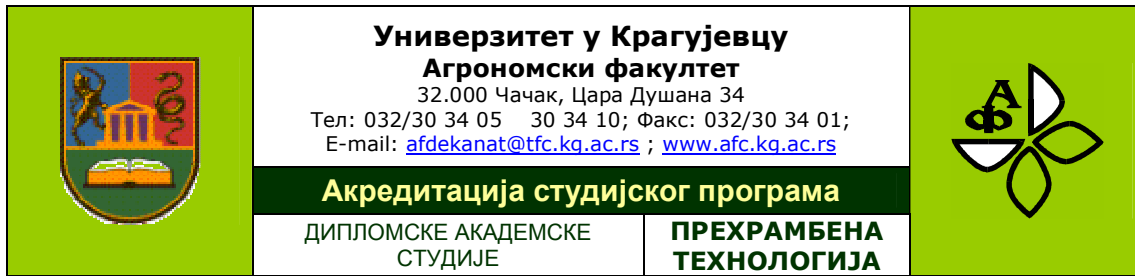 Универзитет у Крагујевцу
Агрономски факултет
32.000 Чачак, Цара Душана 34
Тел: 032/30 34 05 30 34 10; Факс: 032/30 34 01;
E-mail: afdekanat@tfc.kg.ac.rs ; www.afc.kg.ac.rs
Акредитација студијског програма
ДИПЛОМСКЕ АКАДЕМСКЕ
СТУДИЈЕ
ПРЕХРАМБЕНА
ТЕХНОЛОГИЈА
АФ